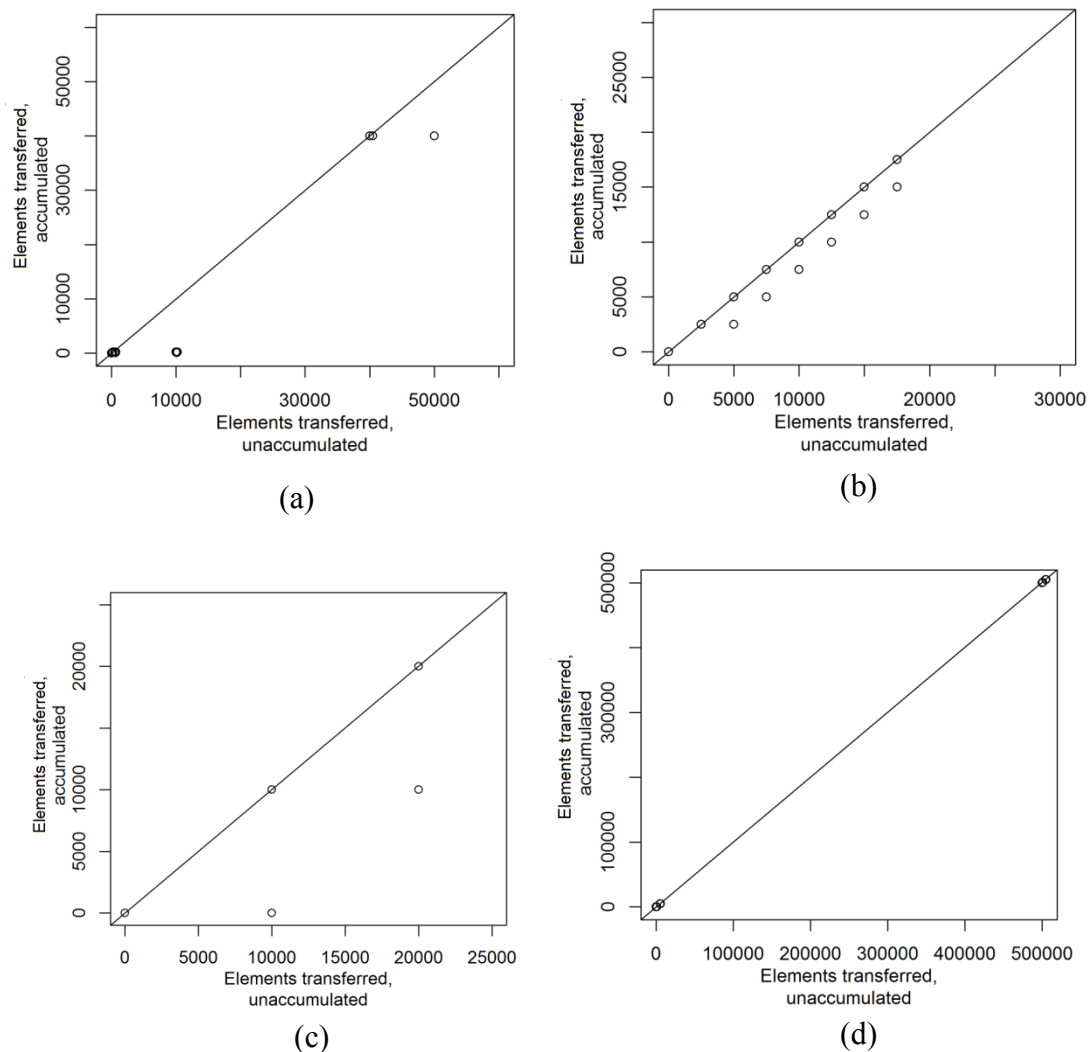 50000
30000
10000
0
Elements transferred,
accumulated
0 10000 30000 50000
Elements transferred,
unaccumulated
(a)
25000
15000
5000
0
Elements transferred,
accumulated
0 5000 10000 20000 30000
Elements transferred,
unaccumulated
(b)
20000
10000
5000
0
Elements transferred,
accumulated
0 5000 10000 15000 20000 25000
Elements transferred,
unaccumulated
(c)
500000
300000
100000
0
Elements transferred,
accumulated
0 100000 200000 300000 400000 500000
Elements transferred,
unaccumulated
(d)